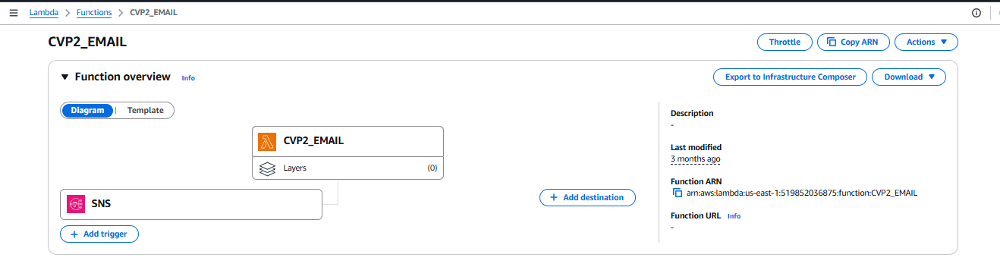 Lambda > Functions > CVP2_EMAIL
CVP2_EMAIL
Throttle Copy ARN Actions
Function overview Info
Export to Infrastructure Composer Download
Diagram Template
CVP2_EMAIL
Layers (0)
SNS
+ Add trigger
+ Add destination
Description
-
Last modified
3 months ago
Function ARN
arn:aws:lambda:us-east-1:519852036875:function:CVP2_EMAIL
Function URL Info
-